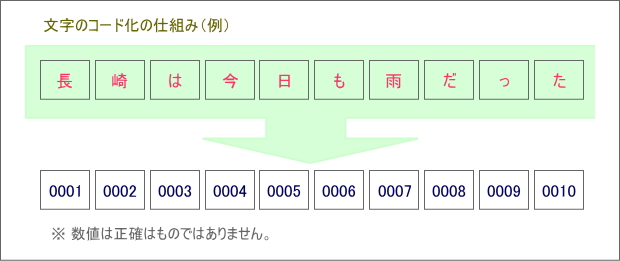 文字のコード化の仕組み(例)
長 崎 は 今 日 も 雨 だ っ た
0001 0002 0003 0004 0005 0006 0007 0008 0009 0010
※ 数値は正確はものではありません。